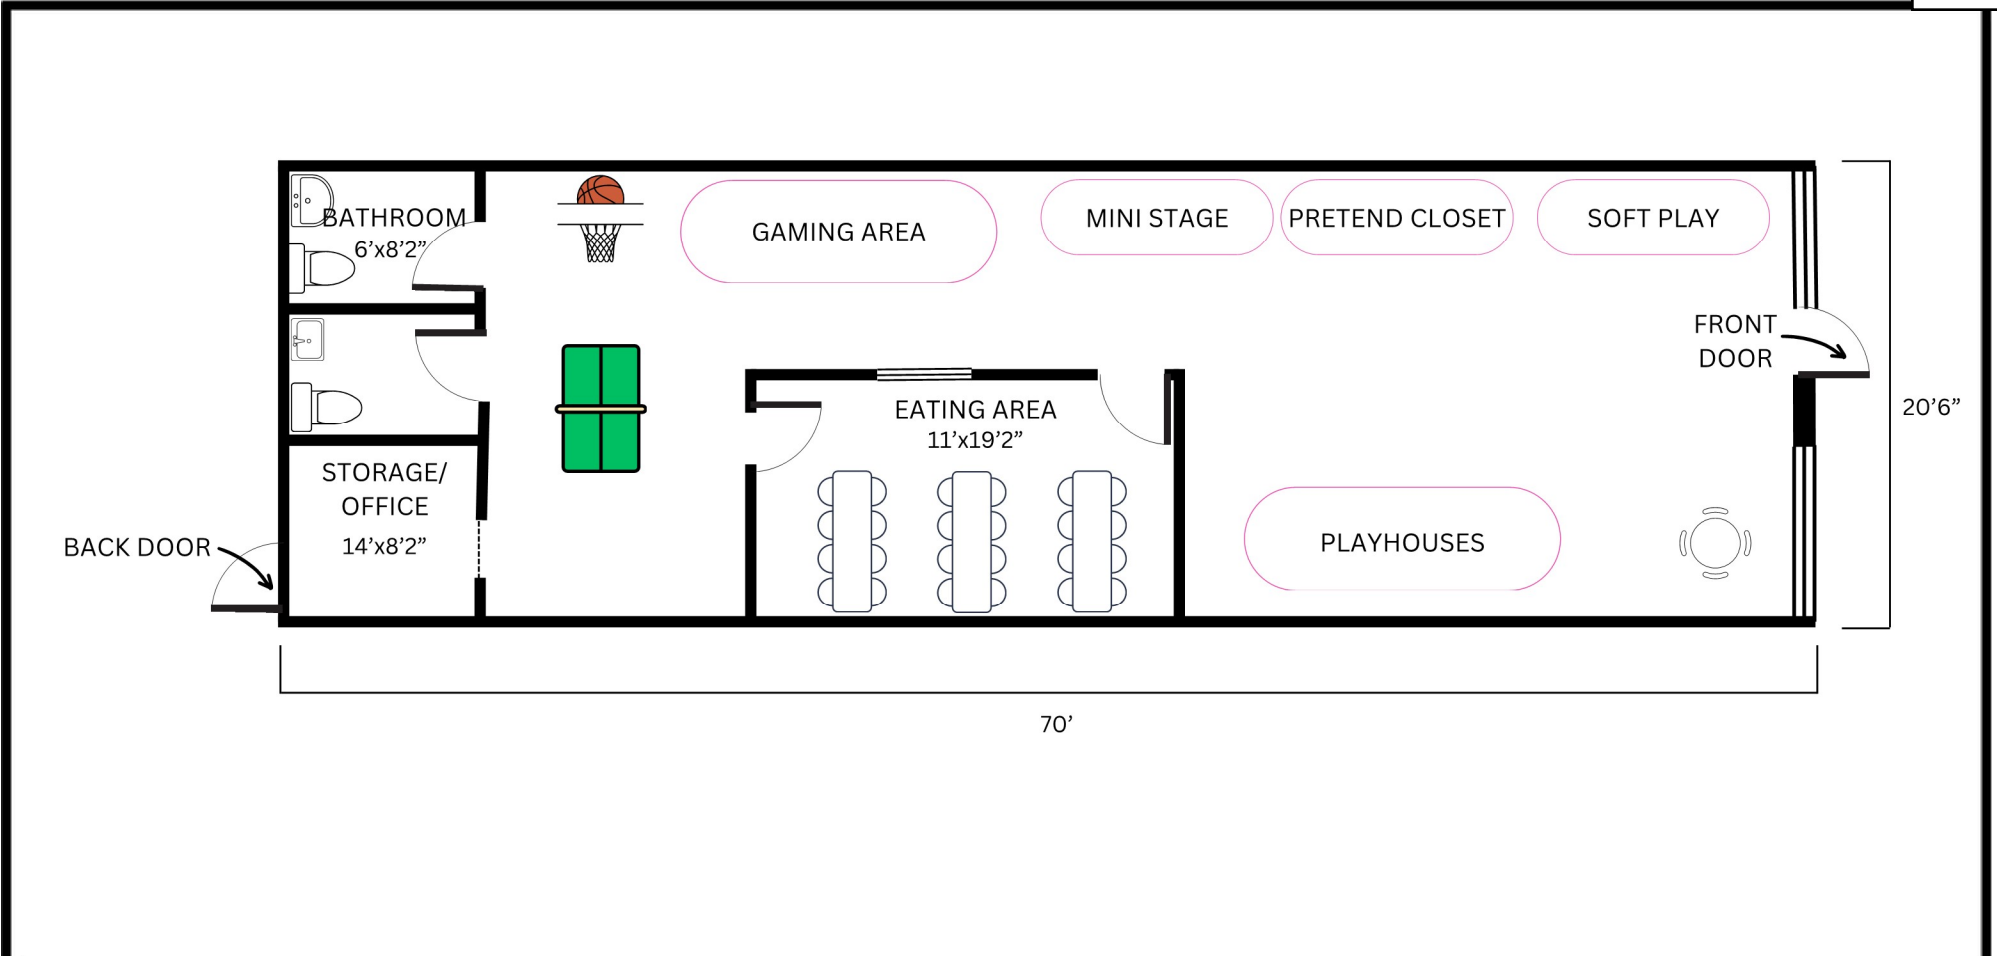 BATHROOM
6’x8’2”
GAMING AREA
MINI STAGE
PRETEND CLOSET
SOFT PLAY
FRONT
DOOR
20’6”
EATING AREA
11’x19’2”
STORAGE/
OFFICE
14’x8’2”
BACK DOOR
PLAYHOUSES
70’